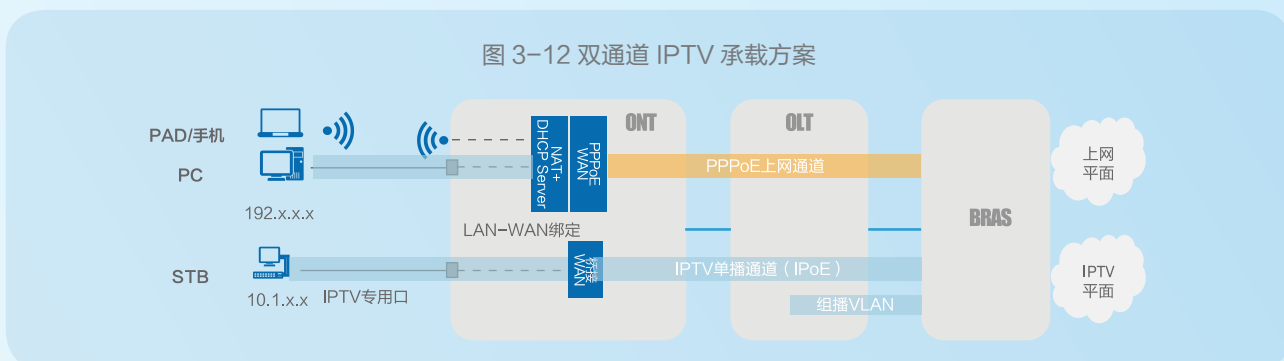 图 3-12 双通道 IPTV 承载方案
ONT
OLT
PAD/手机
PC
NAT+
DHCP Server
PPPoE
WAN
PPPoE上网通道
上网
平面
192.x.x.x
LAN-WAN绑定
BRAS
STB
桥接
WAN
IPTV单播通道（IPoE）
IPTV
平面
10.1.x.x
IPTV专用口
组播VLAN